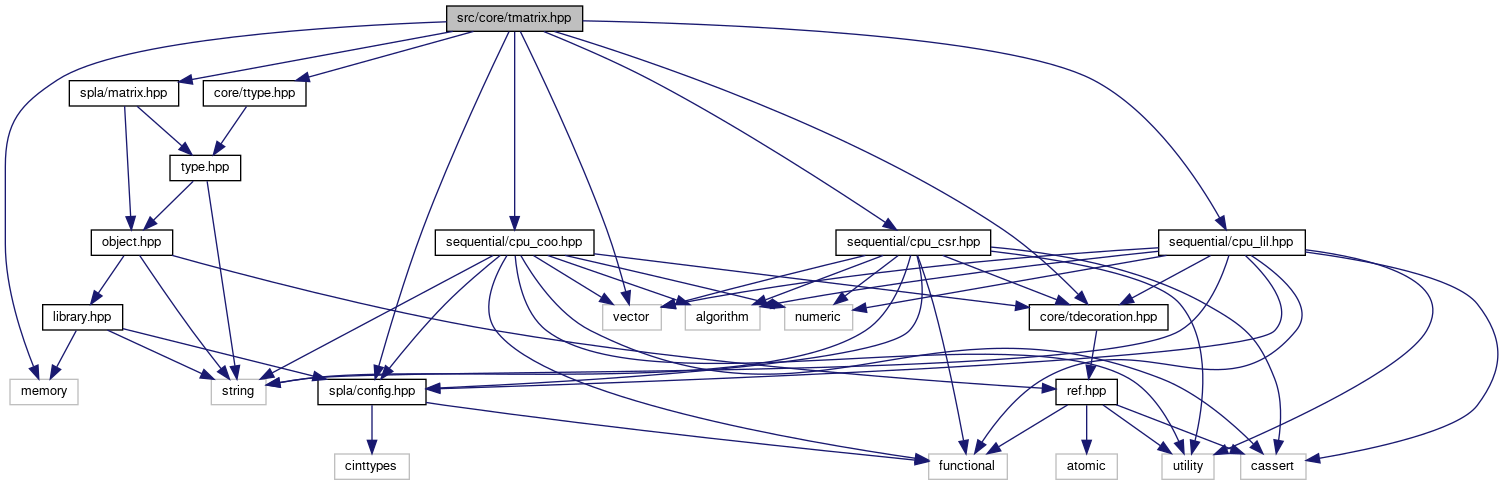 src/core/tmatrix.hpp
spla/matrix.hpp
core/ttype.hpp
type.hpp
object.hpp
sequential/cpu_coo.hpp
sequential/cpu_csr.hpp
sequential/cpu_lil.hpp
library.hpp
vector
algorithm
numeric
core/tdecoration.hpp
memory
string
spla/config.hpp
ref.hpp
cinttypes
functional
atomic
utility
cassert